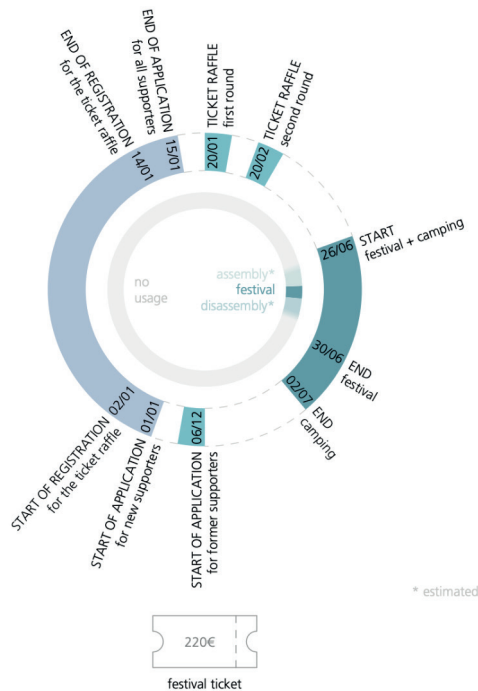 END OF REGISTRATION
for the ticket raffle
14/01
END OF APPLICATION
for all supporters
15/01
TICKET RAFFLE
first round
20/01
TICKET RAFFLE
second round
20/02
START
festival + camping
26/06
END
festival
30/06
END
camping
02/07
START OF APPLICATION
for former supporters
06/12
START OF APPLICATION
for new supporters
01/01
START OF REGISTRATION
for the ticket raffle
02/01
no
usage
assembly*
festival
disassembly*
* estimated
220€
festival ticket